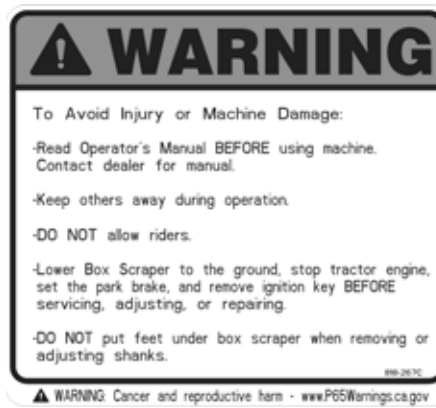 WARNING
To Avoid Injury or Machine Damage:
-Read Operator's Manual BEFORE using machine.
Contact dealer for manual.
-Keep others away during operation.
-DO NOT allow riders.
-Lower Box Scraper to the ground, stop tractor engine,
set the park brake, and remove ignition key BEFORE
servicing, adjusting, or repairing.
-DO NOT put feet under box scraper when removing or
adjusting shanks.
818-267C
WARNING: Cancer and reproductive harm - www.P65Warnings.ca.gov